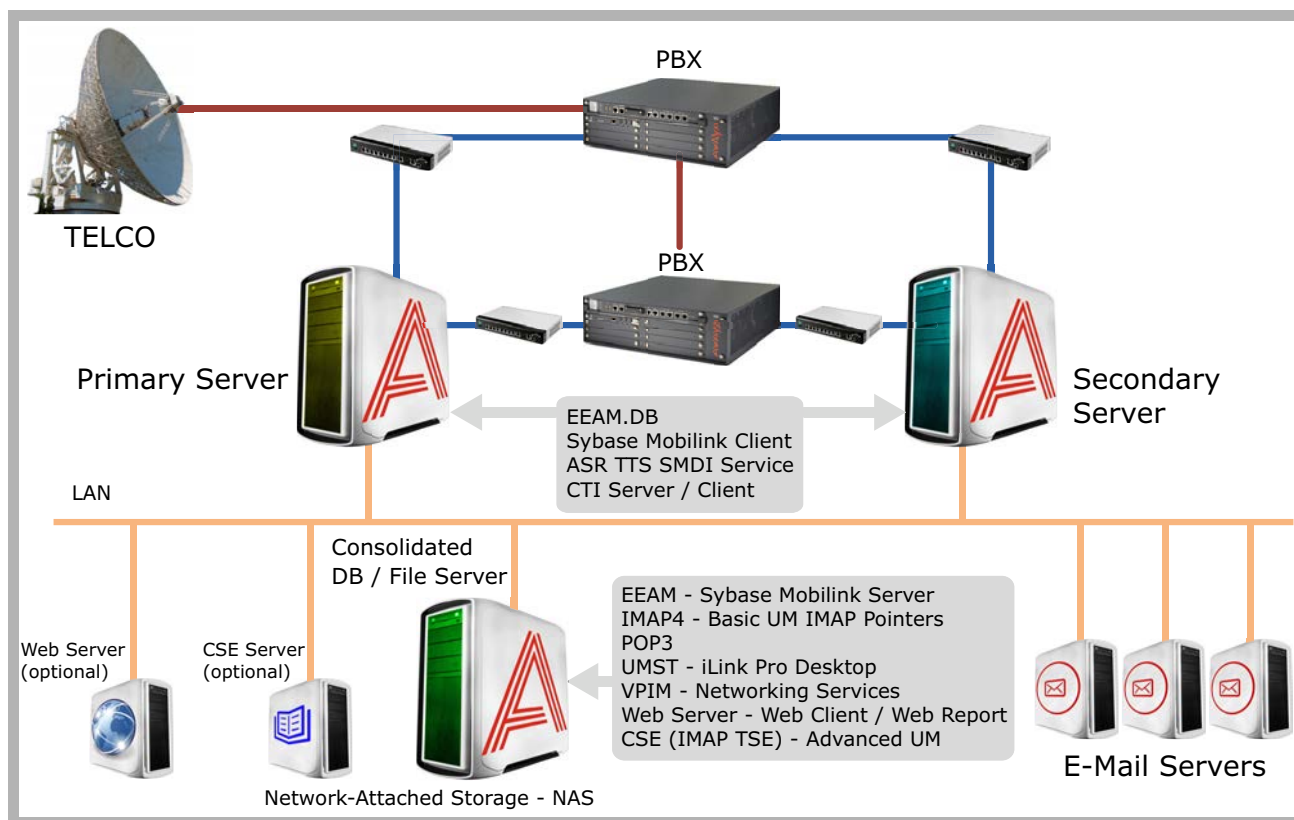 PBX
TELCO
PBX
Primary Server
Secondary
Server
EEAM.DB
Sybase Mobilink Client
ASR TTS SMDI Service
CTI Server / Client
LAN
Consolidated
DB / File Server
EEAM - Sybase Mobilink Server
IMAP4 - Basic UM IMAP Pointers
POP3
UMST - iLink Pro Desktop
VPIM - Networking Services
Web Server - Web Client / Web Report
CSE (IMAP TSE) - Advanced UM
Web Server
(optional)
CSE Server
(optional)
E-Mail Servers
Network-Attached Storage - NAS